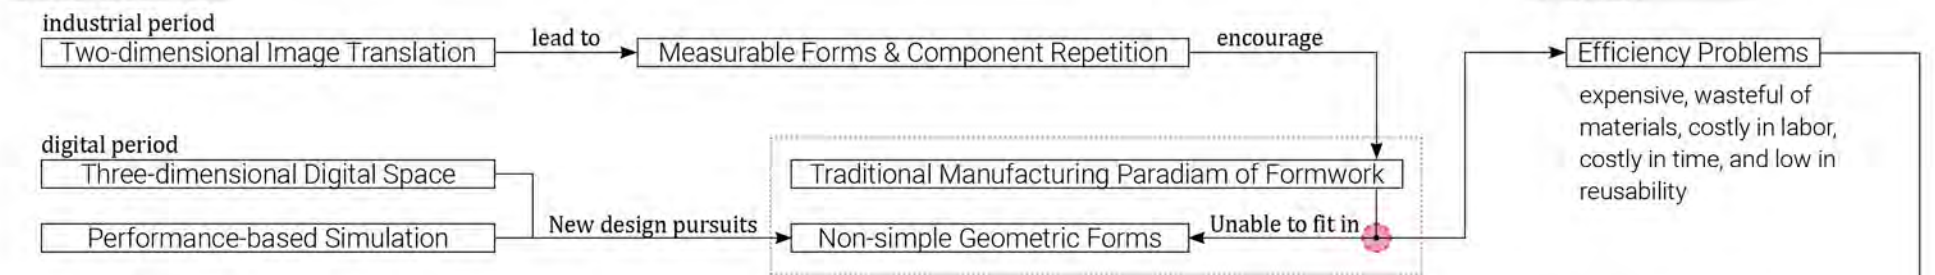 industrial period
Two-dimensional Image Translation
lead to
Measurable Forms & Component Repetition
encourage
Efficiency Problems
expensive, wasteful of
materials, costly in labor,
costly in time, and low in
reusability
digital period
Three-dimensional Digital Space
Performance-based Simulation
New design pursuits
Traditional Manufacturing Paradiam of Formwork
Non-simple Geometric Forms
Unable to fit in